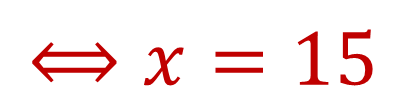 ⟺ x = 15